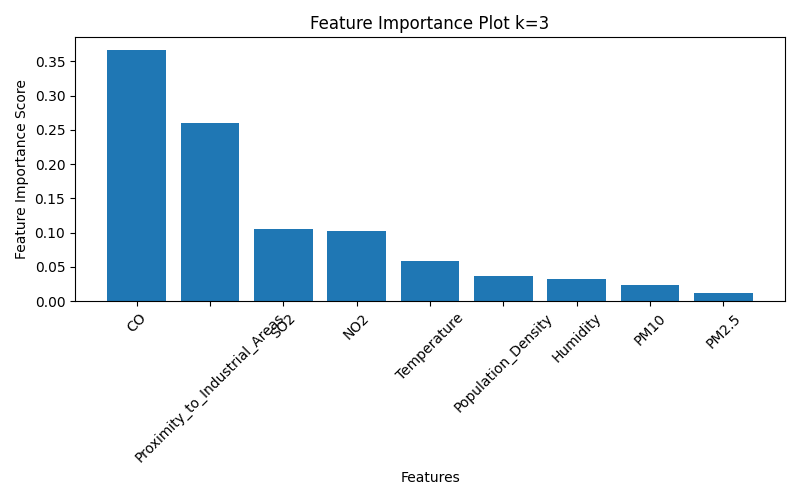 Feature Importance Plot k=3
Feature Importance Score
0.35
0.30
0.25
0.20
0.15
0.10
0.05
0.00
CO
Proximity_to_Industrial_Areas
SO2
NO2
Temperature
Population_Density
Humidity
PM10
PM2.5
Features